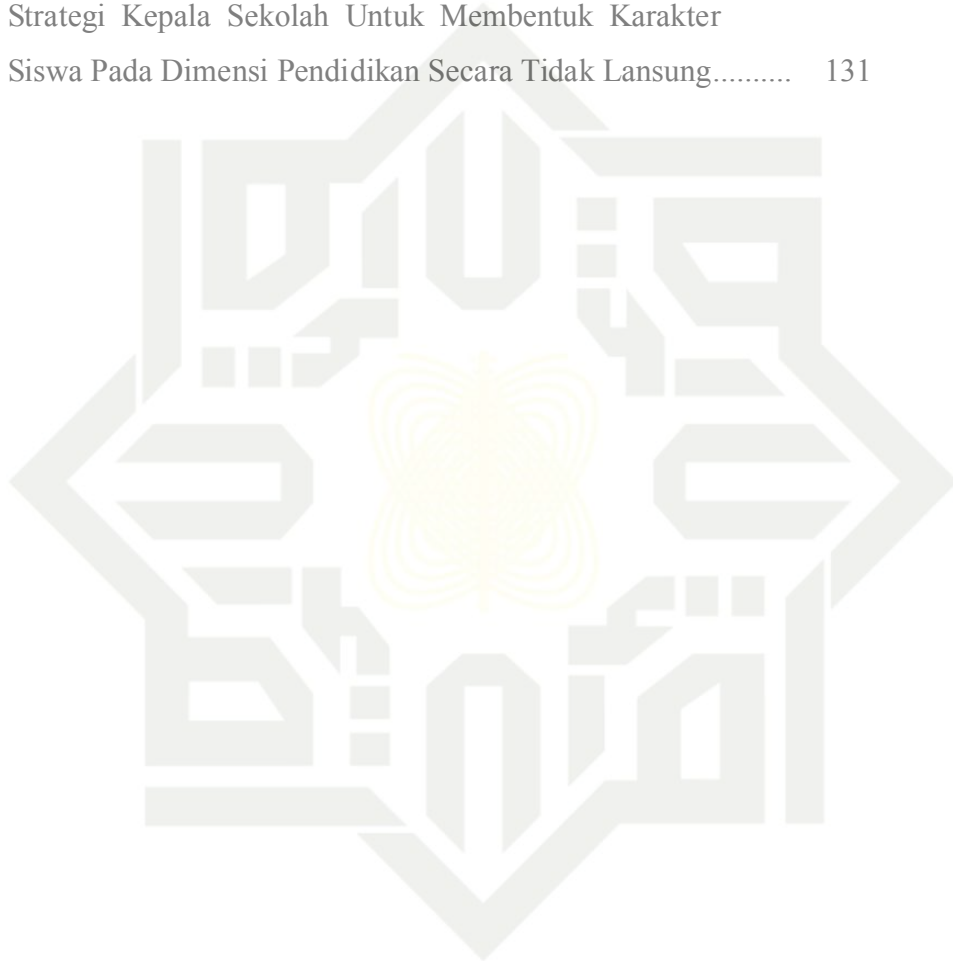 Strategi Kepala Sekolah Untuk Membentuk Karakter
Siswa Pada Dimensi Pendidikan Secara Tidak Lansung.......... 131